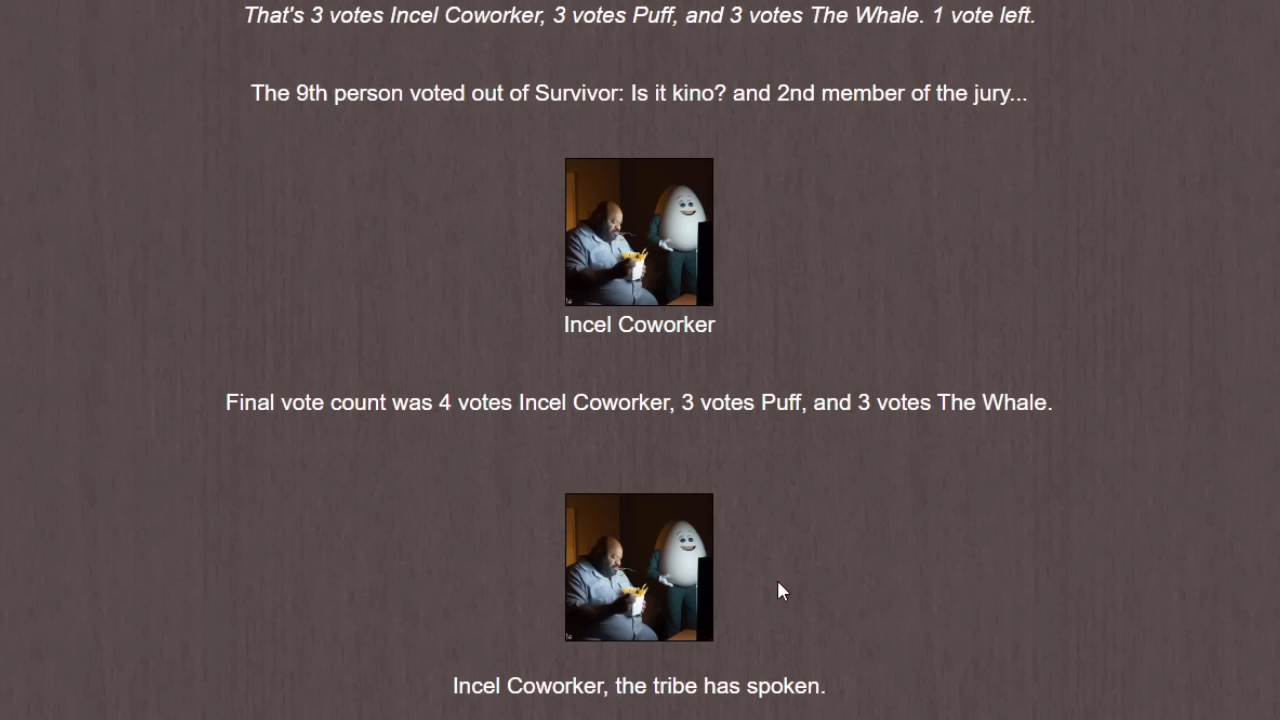 That's 3 votes Incel Coworker, 3 votes Puff, and 3 votes The Whale. 1 vote left.
The 9th person voted out of Survivor: Is it kino? and 2nd member of the jury...
Incel Coworker
Final vote count was 4 votes Incel Coworker, 3 votes Puff, and 3 votes The Whale.
Incel Coworker, the tribe has spoken.